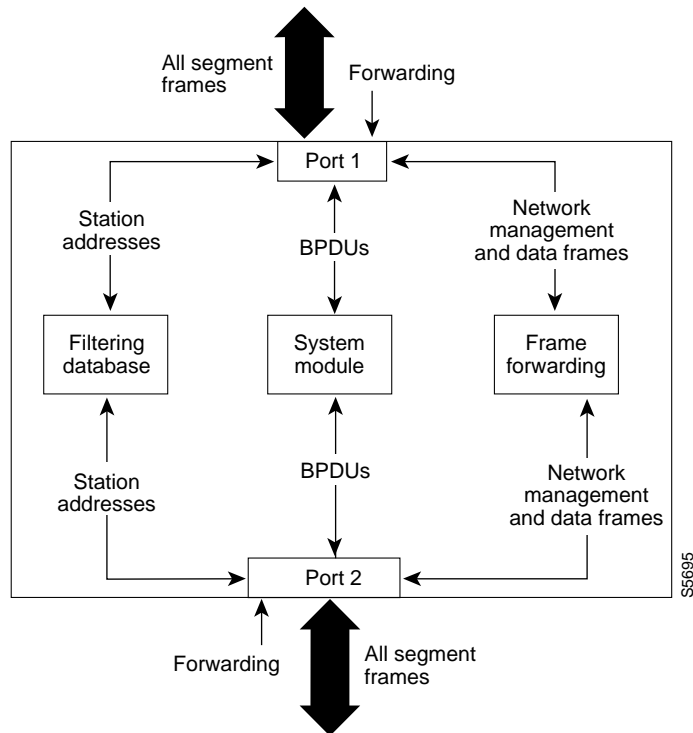 All segment
frames
Forwarding
Port 1
Station
addresses
BPDUs
Network
management
and data frames
Filtering
database
System
module
Frame
forwarding
Station
addresses
BPDUs
Network
management
and data frames
Port 2
S5695
Forwarding
All segment
frames